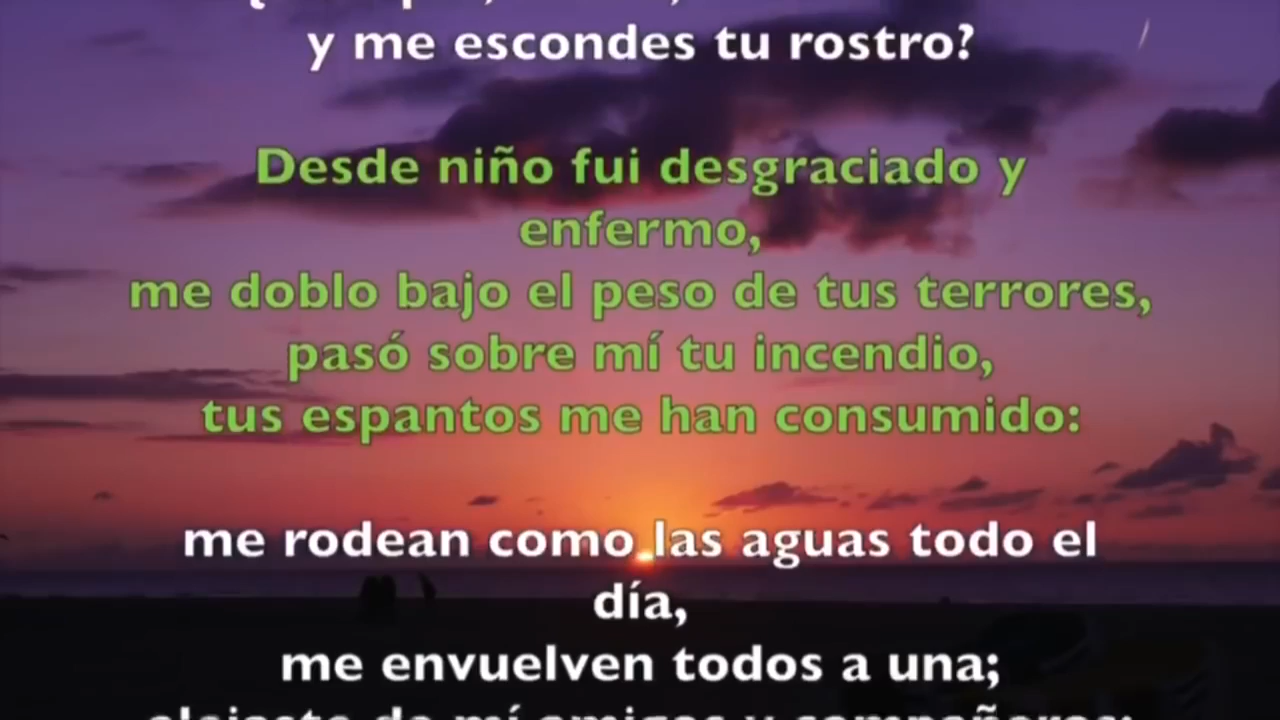 y me escondes tu rostro?
Desde niño fui desgraciado y
enfermo,
me doblo bajo el peso de tus terrores,
pasó sobre mí tu incendio,
tus espantos me han consumido:
me rodean como las aguas todo el
día,
me envuelven todos a una;